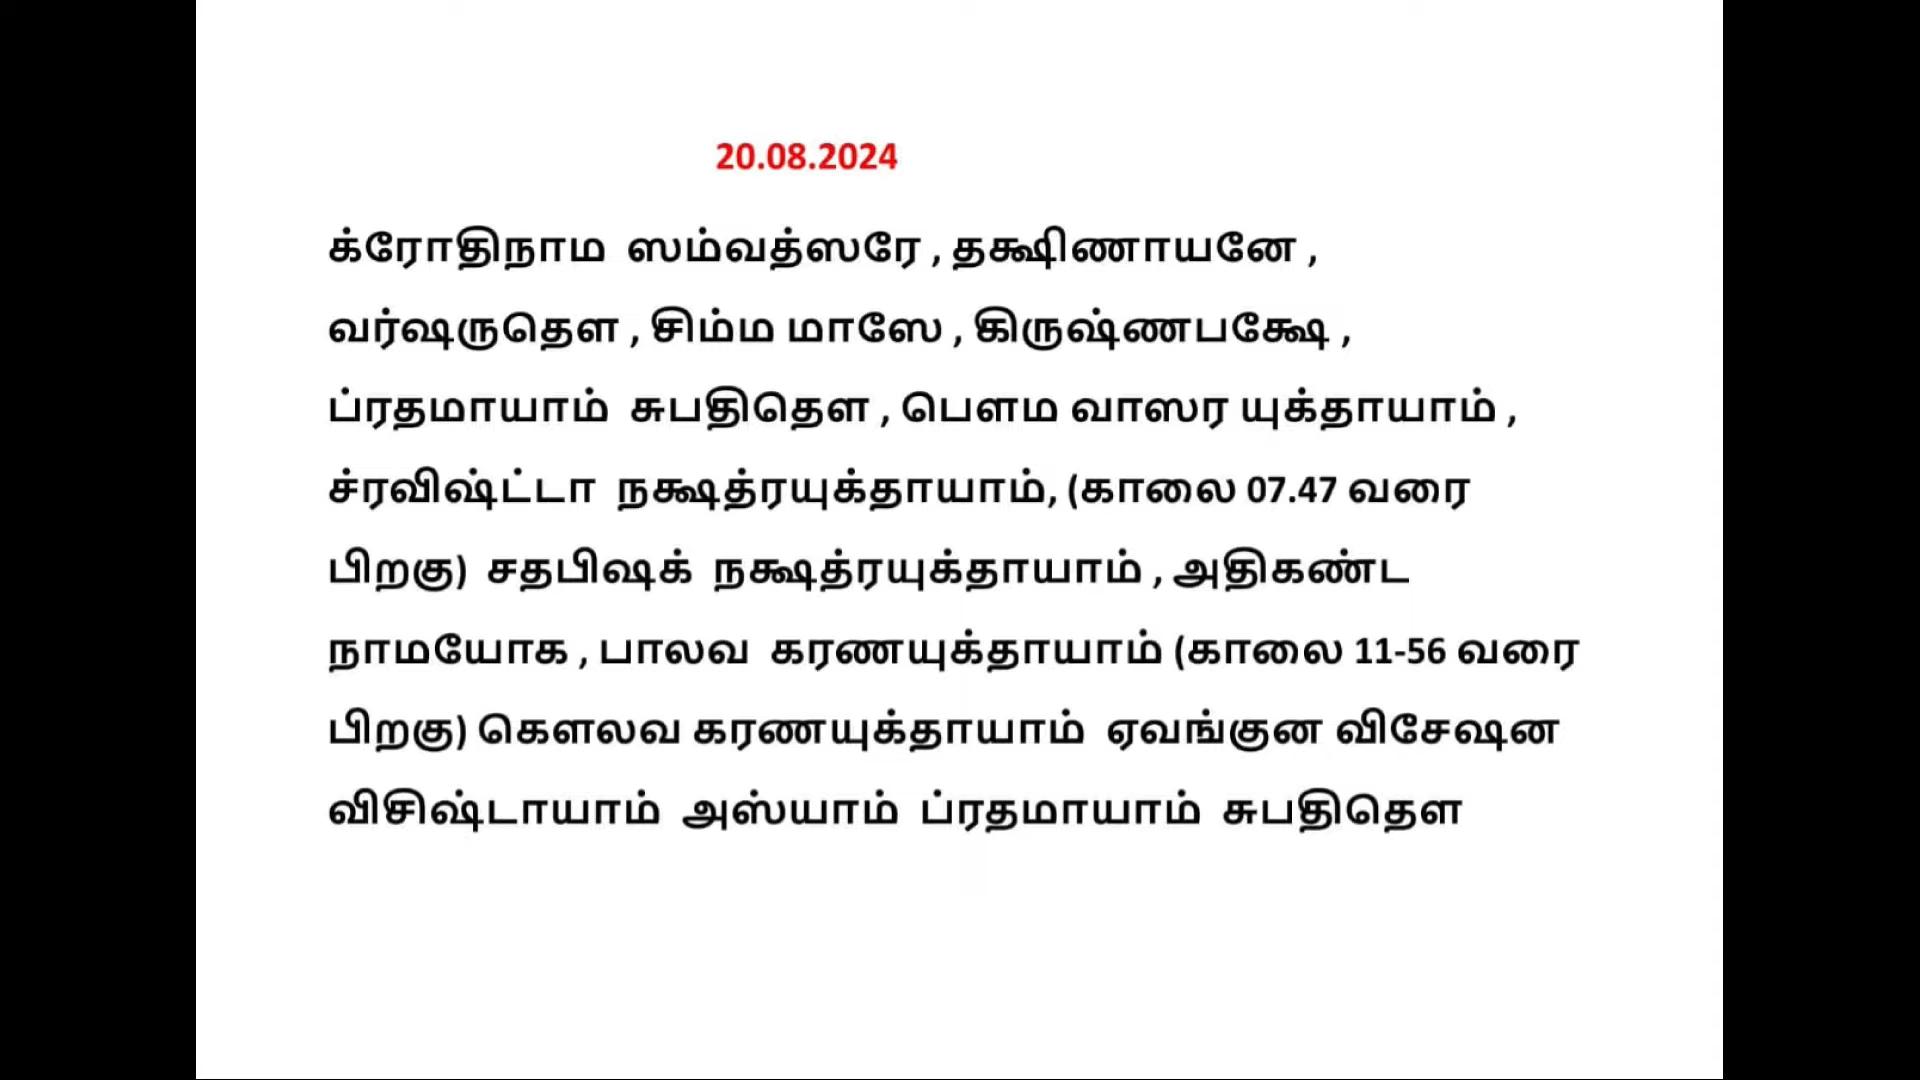 20.08.2024
க்ரோதிநாம ஸம்வத்ஸரே , தக்ஷிணாயனே ,
வர்ஷருதௌ , சிம்ம மாஸே , கிருஷ்ணபக்ஷே ,
ப்ரதமாயாம் சுபதிதௌ , பௌம வாஸர யுக்தாயாம் ,
ச்ரவிஷ்ட்டா நக்ஷத்ரயுக்தாயாம், (காலை 07.47 வரை
பிறகு) சதபிஷக் நக்ஷத்ரயுக்தாயாம் , அதிகண்ட
நாமயோக , பாலவ கரணயுக்தாயாம் (காலை 11-56 வரை
பிறகு) கௌலவ கரணயுக்தாயாம் ஏவங்குன விசேஷன
விசிஷ்டாயாம் அஸ்யாம் ப்ரதமாயாம் சுபதிதௌ